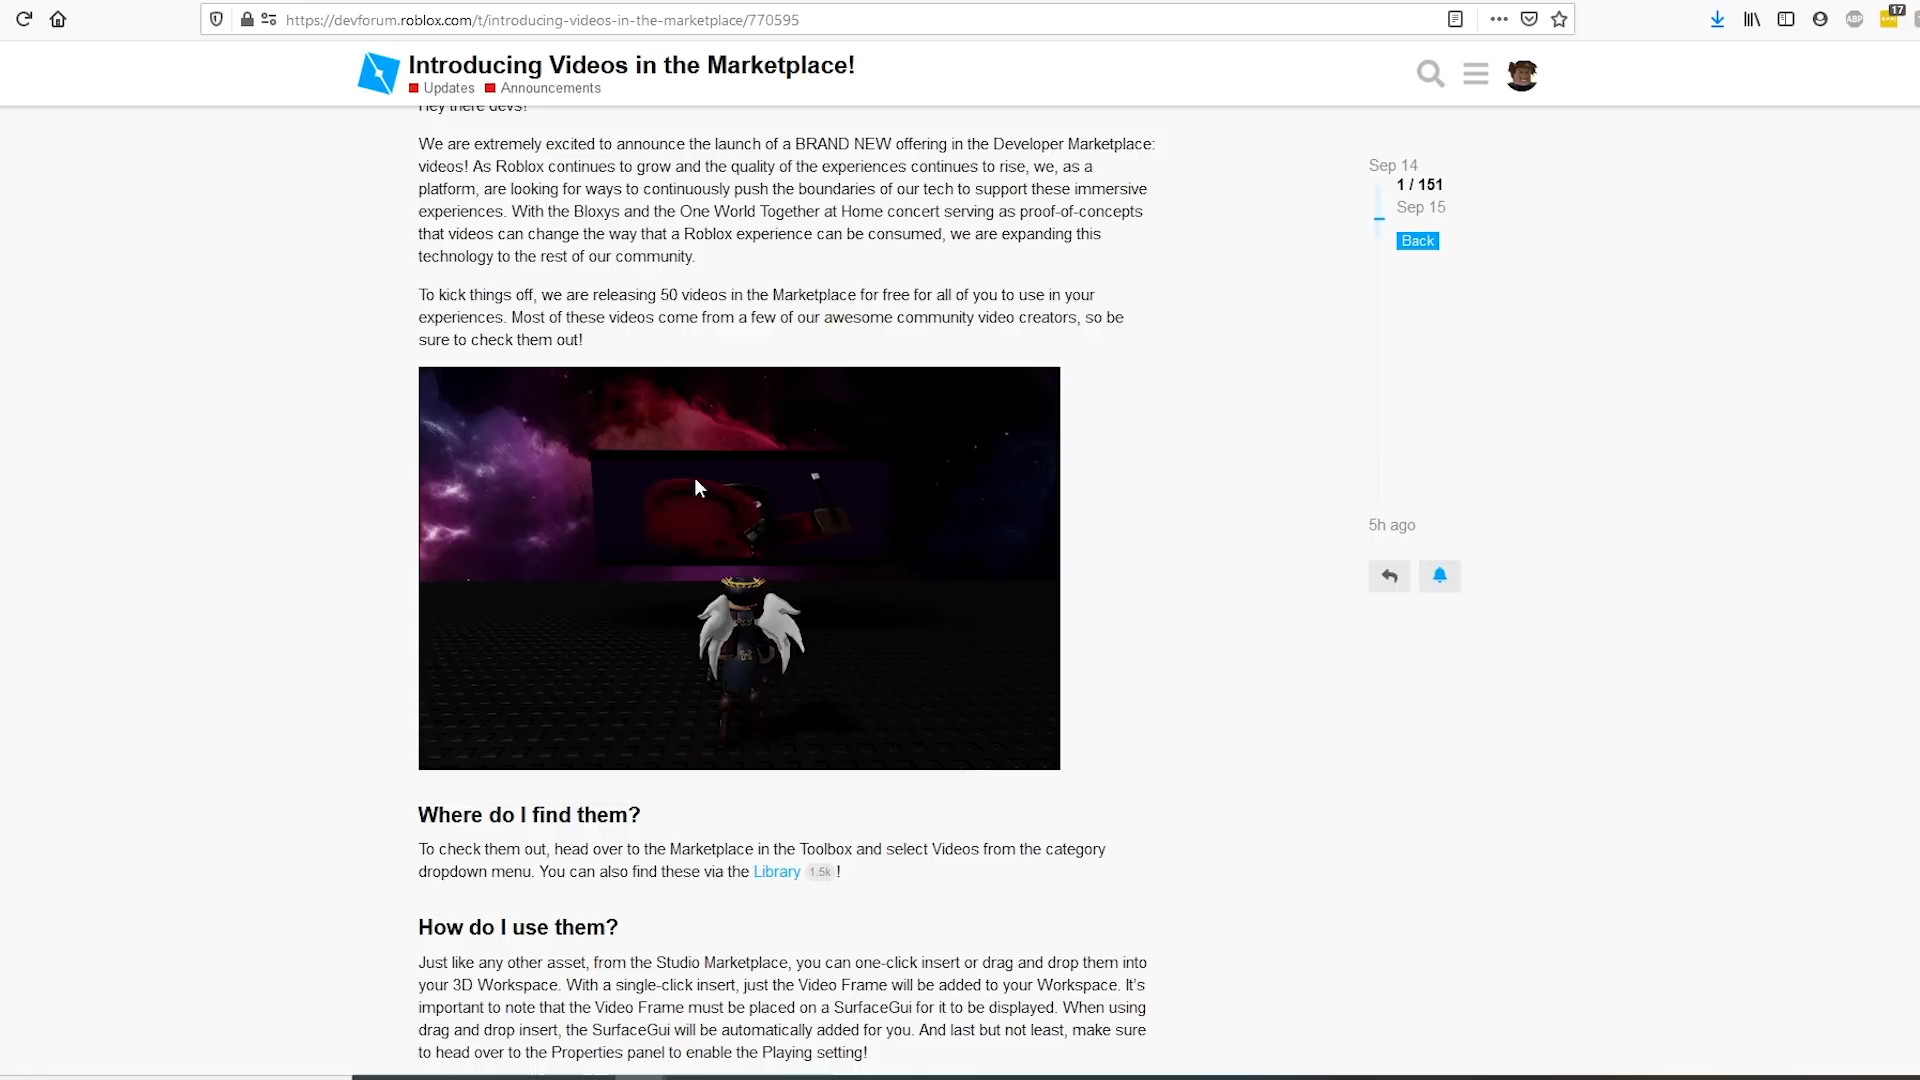 17
https://devforum.roblox.com/t/introducing-videos-in-the-marketplace/770595
ABP
Introducing Videos in the Marketplace!
Updates Announcements
Hey there devs!
We are extremely excited to announce the launch of a BRAND NEW offering in the Developer Marketplace:
videos! As Roblox continues to grow and the quality of the experiences continues to rise, we, as a
platform, are looking for ways to continuously push the boundaries of our tech to support these immersive
experiences. With the Bloxys and the One World Together at Home concert serving as proof-of-concepts
that videos can change the way that a Roblox experience can be consumed, we are expanding this
technology to the rest of our community.
To kick things off, we are releasing 50 videos in the Marketplace for free for all of you to use in your
experiences. Most of these videos come from a few of our awesome community video creators, so be
sure to check them out!
Sep 14
1 / 151
Sep 15
Back
5h ago
Where do I find them?
To check them out, head over to the Marketplace in the Toolbox and select Videos from the category
dropdown menu. You can also find these via the Library 1.5k !
How do I use them?
Just like any other asset, from the Studio Marketplace, you can one-click insert or drag and drop them into
your 3D Workspace. With a single-click insert, just the Video Frame will be added to your Workspace. It's
important to note that the Video Frame must be placed on a SurfaceGui for it to be displayed. When using
drag and drop insert, the SurfaceGui will be automatically added for you. And last but not least, make sure
to head over to the Properties panel to enable the Playing setting!